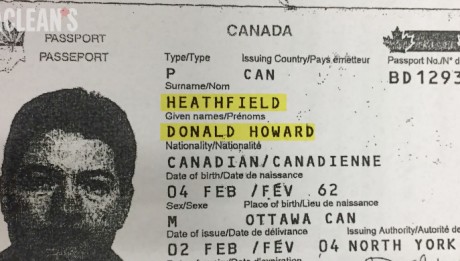 CLEAN'S
PASSPORT
PASSEPORT
CANADA
Type/Type
Issuing Country/Pays émetteur
Passport No./N° d
P
CAN
BD1293
Surname/Nom
HEATHFIELD
Given names/Prénoms
DONALD HOWARD
Nationality/Nationalité
CANADIAN/CANADIENNE
Date of birth/Date de naissance
04 FEB /FÉV 62
Sex/Sexe
Place of birth/Lieu de naissance
M
OTTAWA CAN
Date of issue/Date de délivrance
Issuing Authority/Autorité de
02 FEB /FÉV 04
NORTH YORK